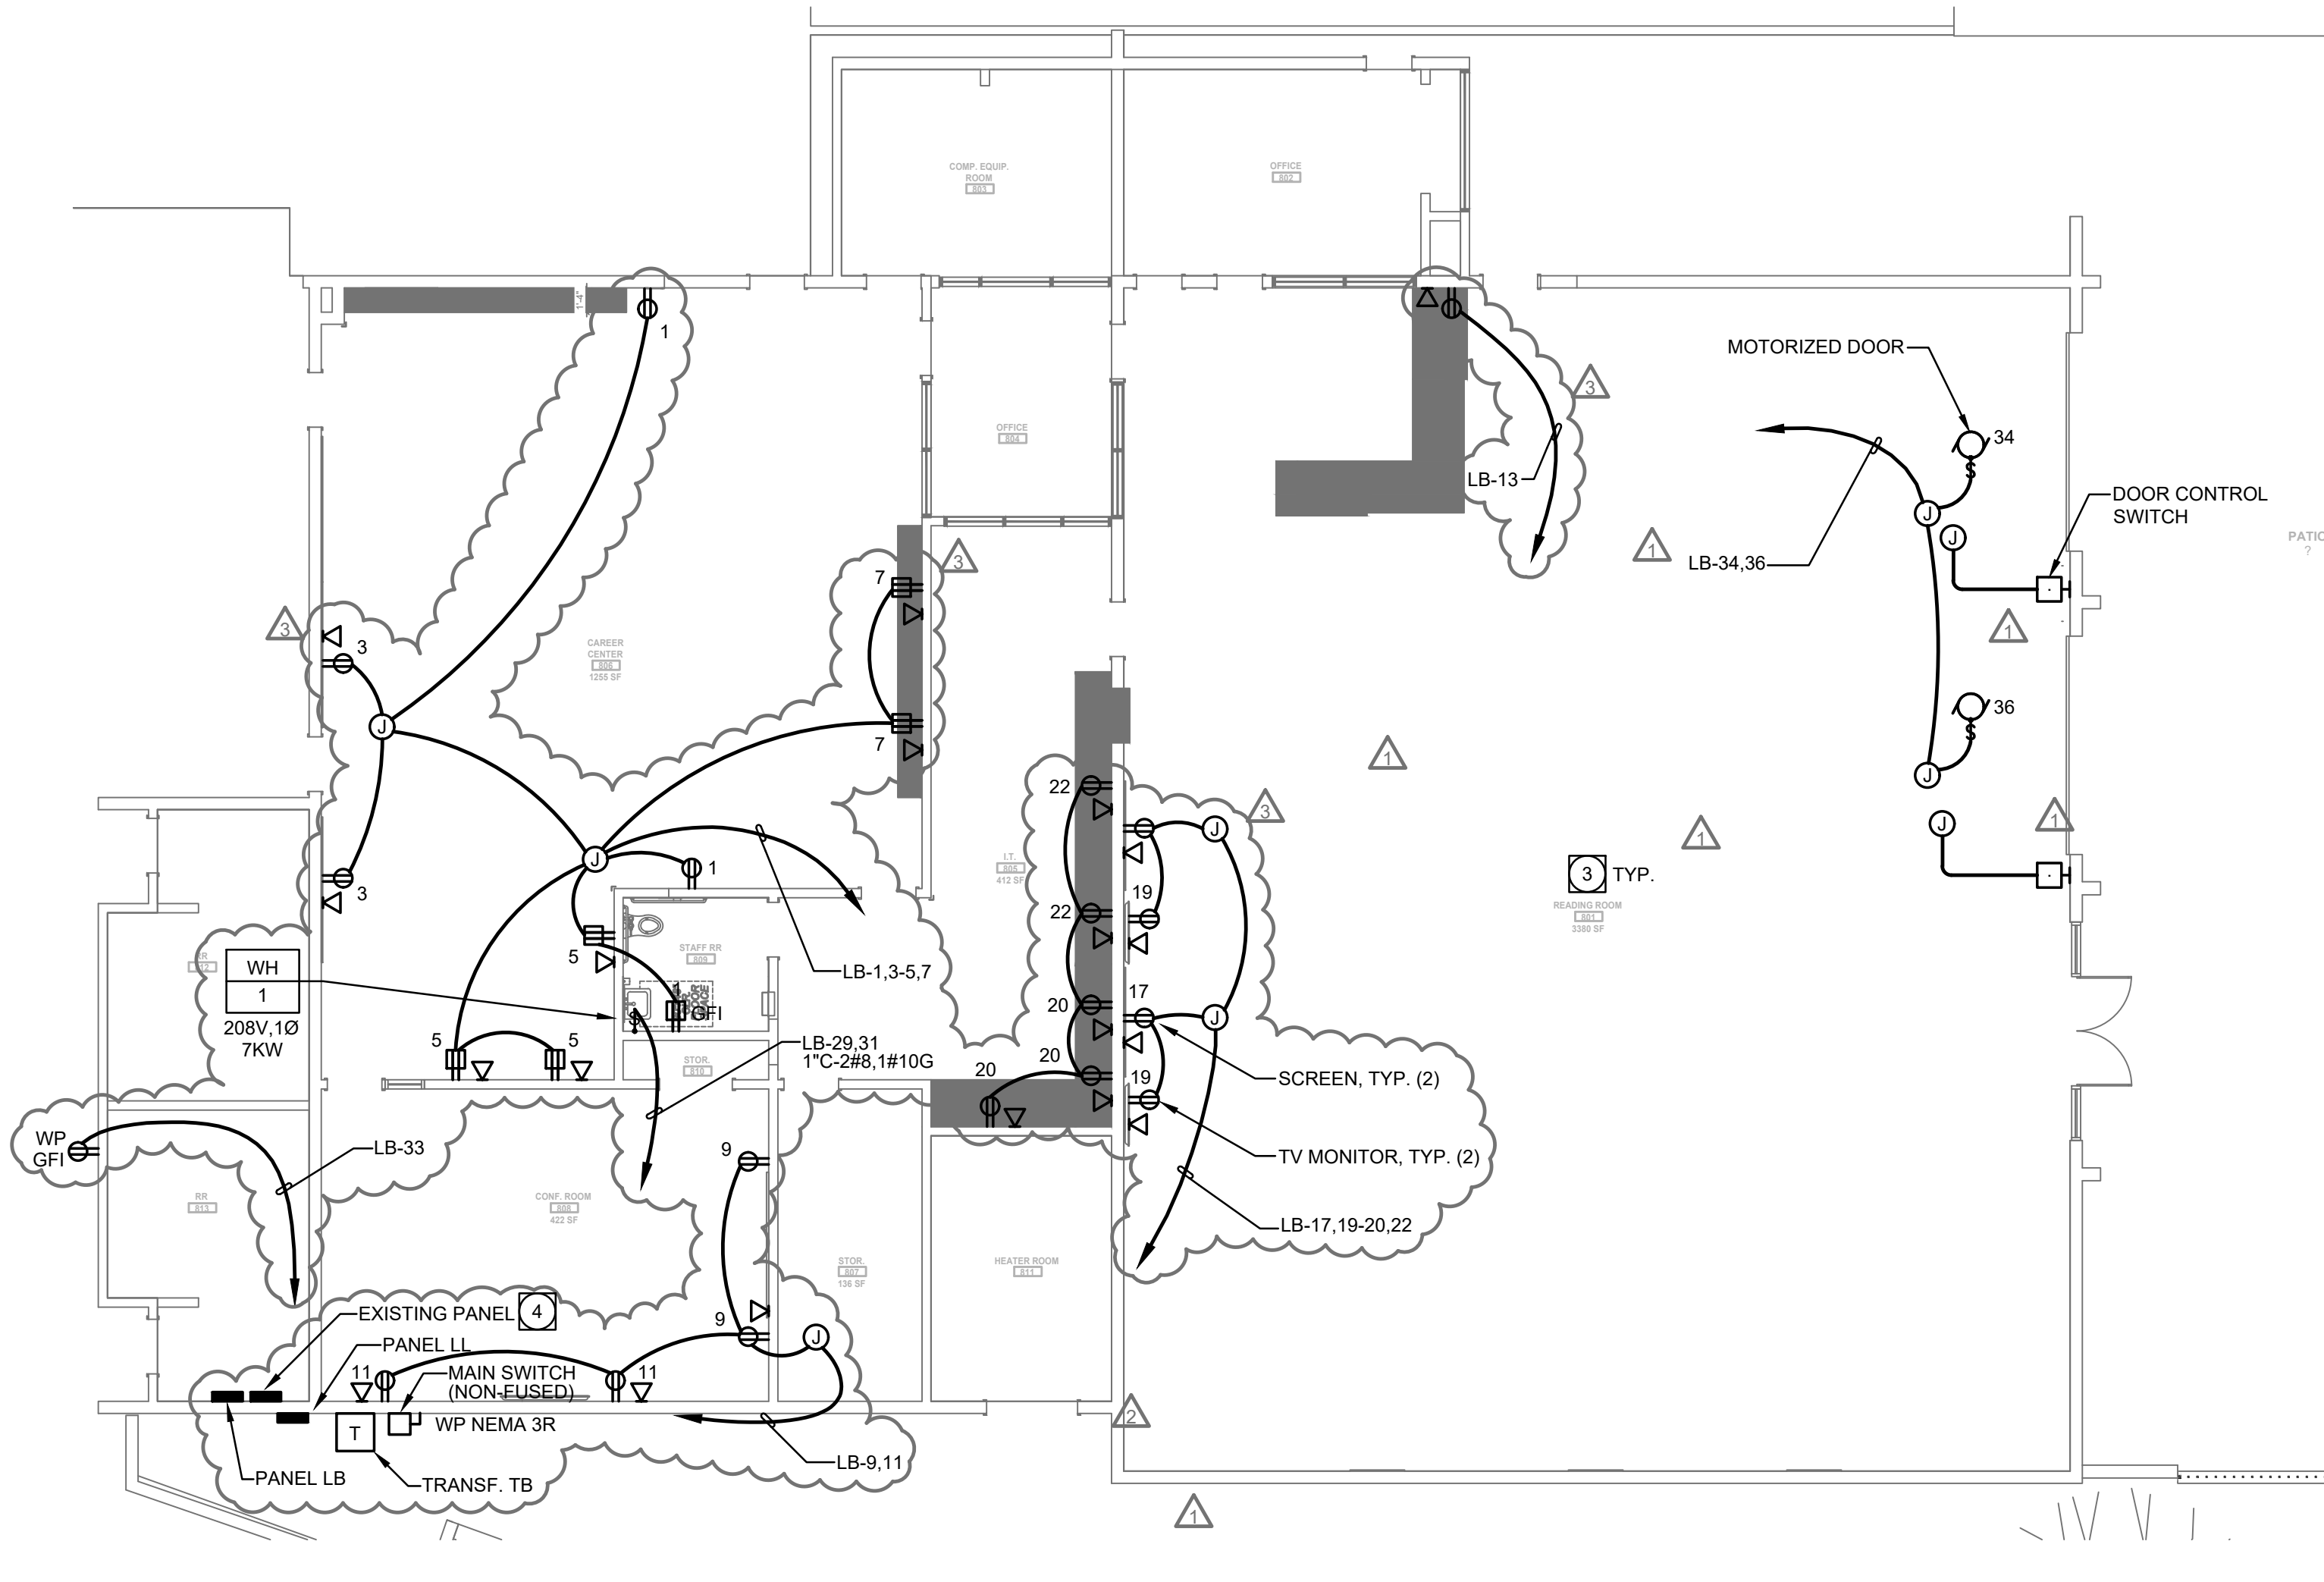 COMP. EQUIP.
ROOM
803
OFFICE
802
1'-4"
1
MOTORIZED DOOR
3
34
OFFICE
804
LB-13
DOOR CONTROL
SWITCH
PATIO
?
1
LB-34,36
3
7
3
3
CAREER
CENTER
806
1255 SF
1
J
J
J
36
7
1
J
22
3
J
J
1
1
J
J
1
I.T.
805
412 SF
3
TYP.
3
19
22
READING ROOM
801
3380 SF
STAFF RR
809
5
RR
812
WH
1
LB-1,3-5,7
1
17
20
GFI
208V,1Ø
7KW
J
5
5
LB-29,31
1"C-2#8,1#10G
STOR.
810
20
20
19
SCREEN, TYP. (2)
WP
GFI
LB-33
9
TV MONITOR, TYP. (2)
RR
813
CONF. ROOM
808
422 SF
LB-17,19-20,22
STOR.
807
136 SF
HEATER ROOM
811
EXISTING PANEL
4
9
J
PANEL LL
11
MAIN SWITCH
(NON-FUSED)
11
T
WP NEMA 3R
2
LB-9,11
PANEL LB
TRANSF. TB
1